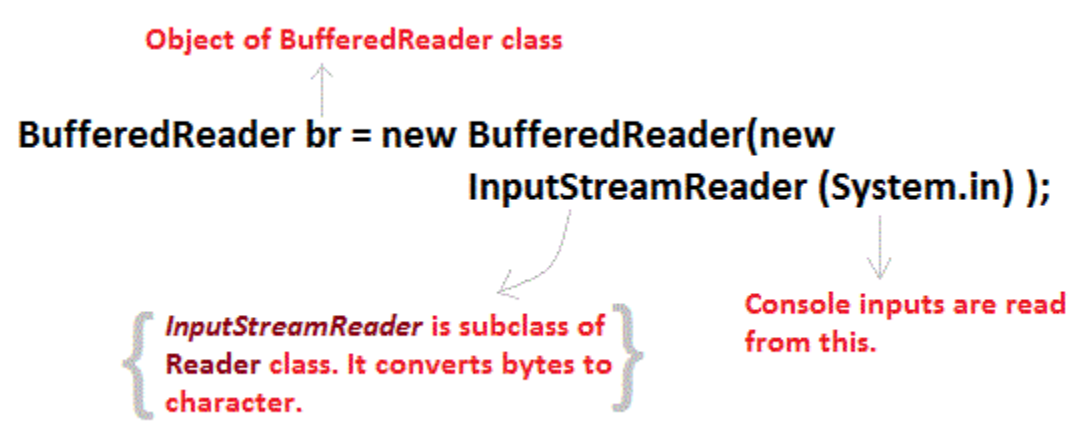 Object of BufferedReader class
BufferedReader br = new BufferedReader(new
InputStreamReader (System.in) );
InputStreamReader is subclass of
Reader class. It converts bytes to
character.
Console inputs are read
from this.